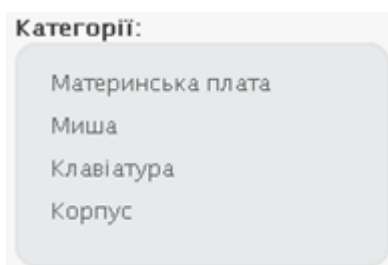 Категорії:
Материнська плата
Миша
Клавіатура
Корпус